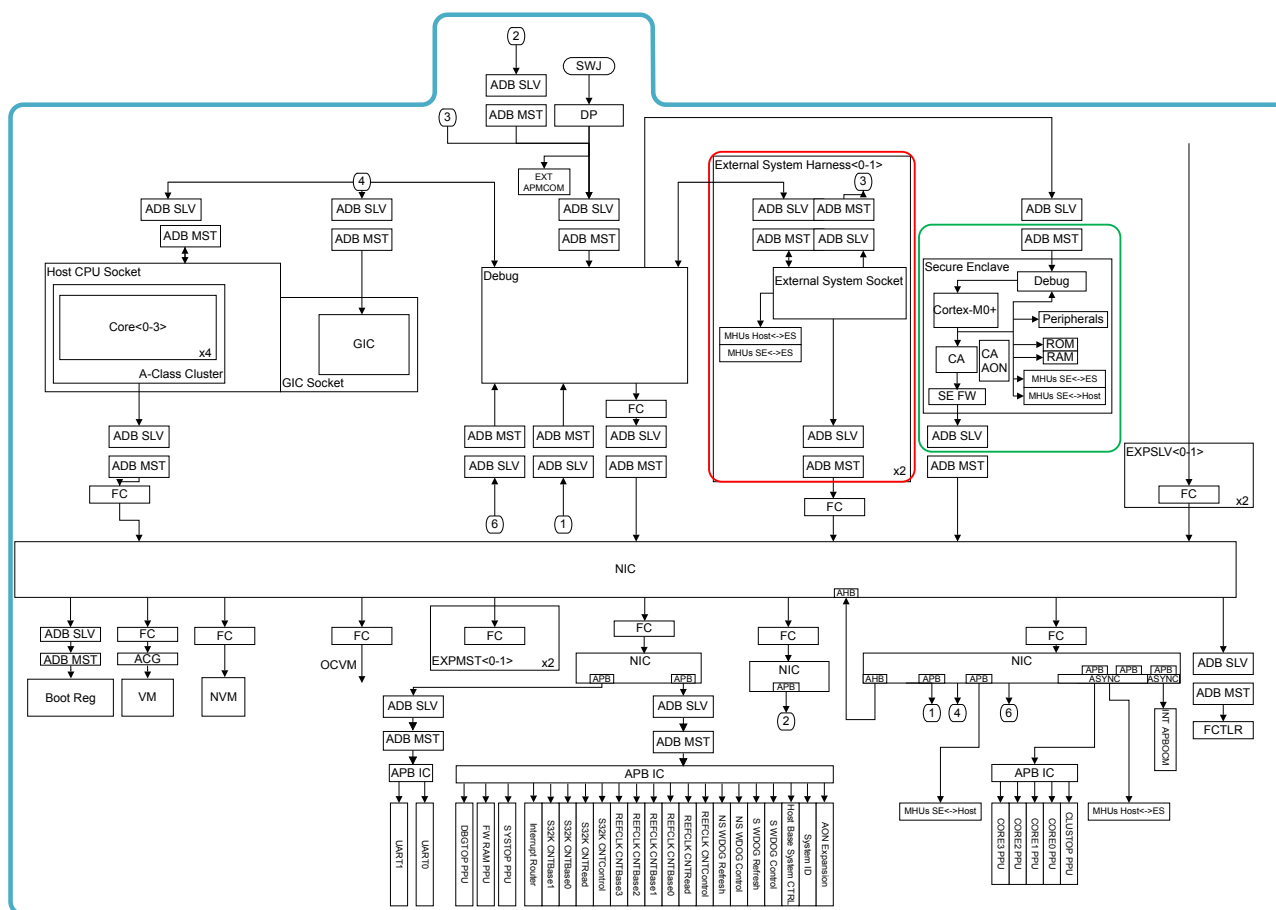 2
SWJ
ADB SLV
3
ADB MST
DP
EXT
APMCOM
External System Harness<0-1>
4
3
ADB SLV
ADB SLV
ADB SLV
ADB SLV
ADB MST
ADB SLV
ADB MST
ADB MST
ADB MST
ADB MST
ADB SLV
ADB MST
Host CPU Socket
Debug
External System Socket
Secure Enclave
Debug
Core<0-3>
x4
A-Class Cluster
GIC
GIC Socket
Cortex-M0+
Peripherals
MHUs Host<->ES
MHUs SE<->ES
CA
CA
AON
ROM
RAM
MHUs SE<->ES
MHUs SE<->Host
SE FW
FC
ADB SLV
ADB MST
ADB MST
ADB SLV
ADB SLV
ADB SLV
ADB MST
ADB SLV
ADB SLV
ADB MST
ADB MST
x2
ADB MST
EXPSLV<0-1>
FC
x2
FC
FC
6
1
NIC
AHB
ADB SLV
ADB MST
Boot Reg
FC
ACG
VM
FC
NVM
FC
OCVM
FC
EXPMST<0-1>
x2
FC
NIC
APB
APB
FC
NIC
APB
2
FC
NIC
AHB
APB
APB
APB
APB
APB
ASYNC
ASYNC
1
4
6
ADB SLV
ADB MST
FCTLR
ADB SLV
ADB MST
APB IC
UART1
UART0
ADB SLV
ADB MST
APB IC
DBGTOP PPU
FW RAM PPU
SYSTOP PPU
Interrupt Router
S32K CNTBase1
S32K CNTBase0
S32K CNTRead
S32K CNTControl
REFCLK CNTBase3
REFCLK CNTBase2
REFCLK CNTBase1
REFCLK CNTBase0
REFCLK CNTRead
REFCLK CNTControl
NS WDOG Refresh
NS WDOG Control
S WDOG Refresh
S WDOG Control
Host Base System CTRL
System ID
AON Expansion
MHUs SE<->Host
APB IC
CORE3 PPU
CORE2 PPU
CORE1 PPU
CORE0 PPU
CLUSTOP PPU
MHUs Host<->ES
INT APBOCM